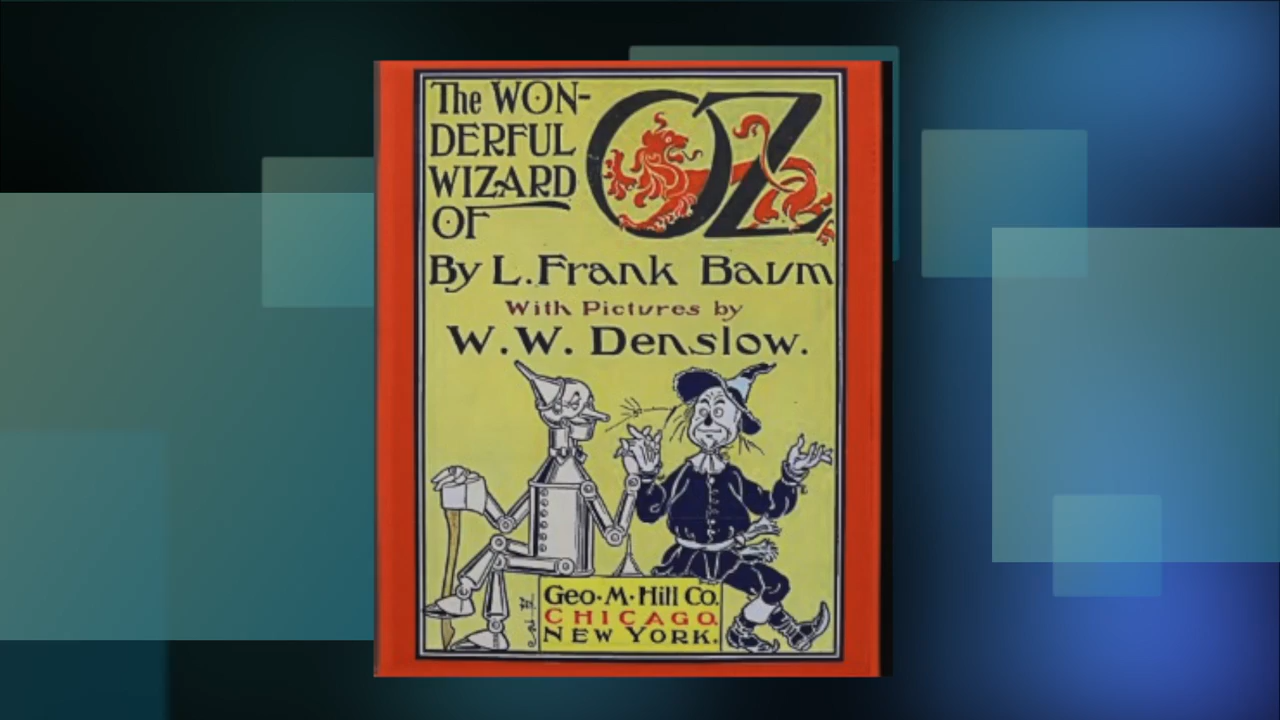 The WON-
DERFUL
WIZARD
OF
OZ
By L. Frank Baum
With Pictures by
W. W. Denslow.
Geo. M. Hill Co.
CHICAGO.
NEW YORK.